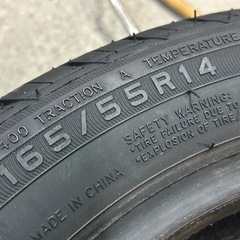 400 TRACTION A TEMPERATURE
165/55R14
SAFETY WARNING:
•TIRE FAILURE DUE TO
•EXPLOSION OF TIRE
MADE IN CHINA